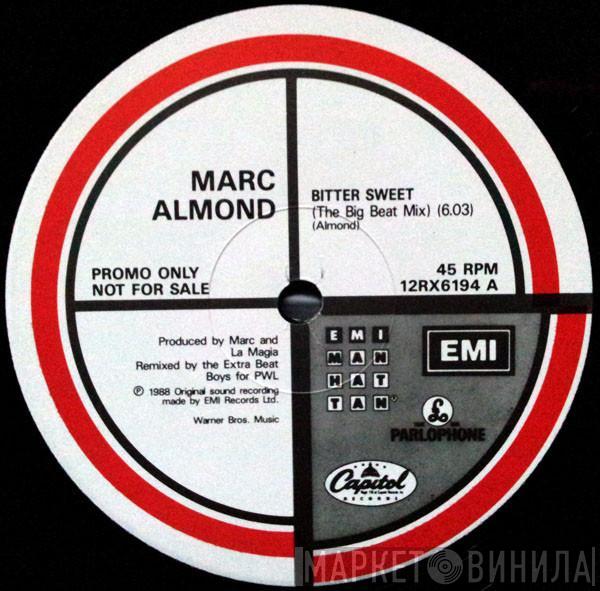 MARC
ALMOND
BITTER SWEET
(The Big Beat Mix) (6.03)
(Almond)
PROMO ONLY
NOT FOR SALE
45 RPM
12RX6194 A
Produced by Marc and
La Magia
Remixed by the Extra Beat
Boys for PWL
℗ 1988 Original sound recording
made by EMI Records Ltd.
Warner Bros. Music
EMI
MAN
HAT
TAN
EMI
PARLOPHONE
Capitol
RECORDS
МАРКЕТ ВИНИЛА